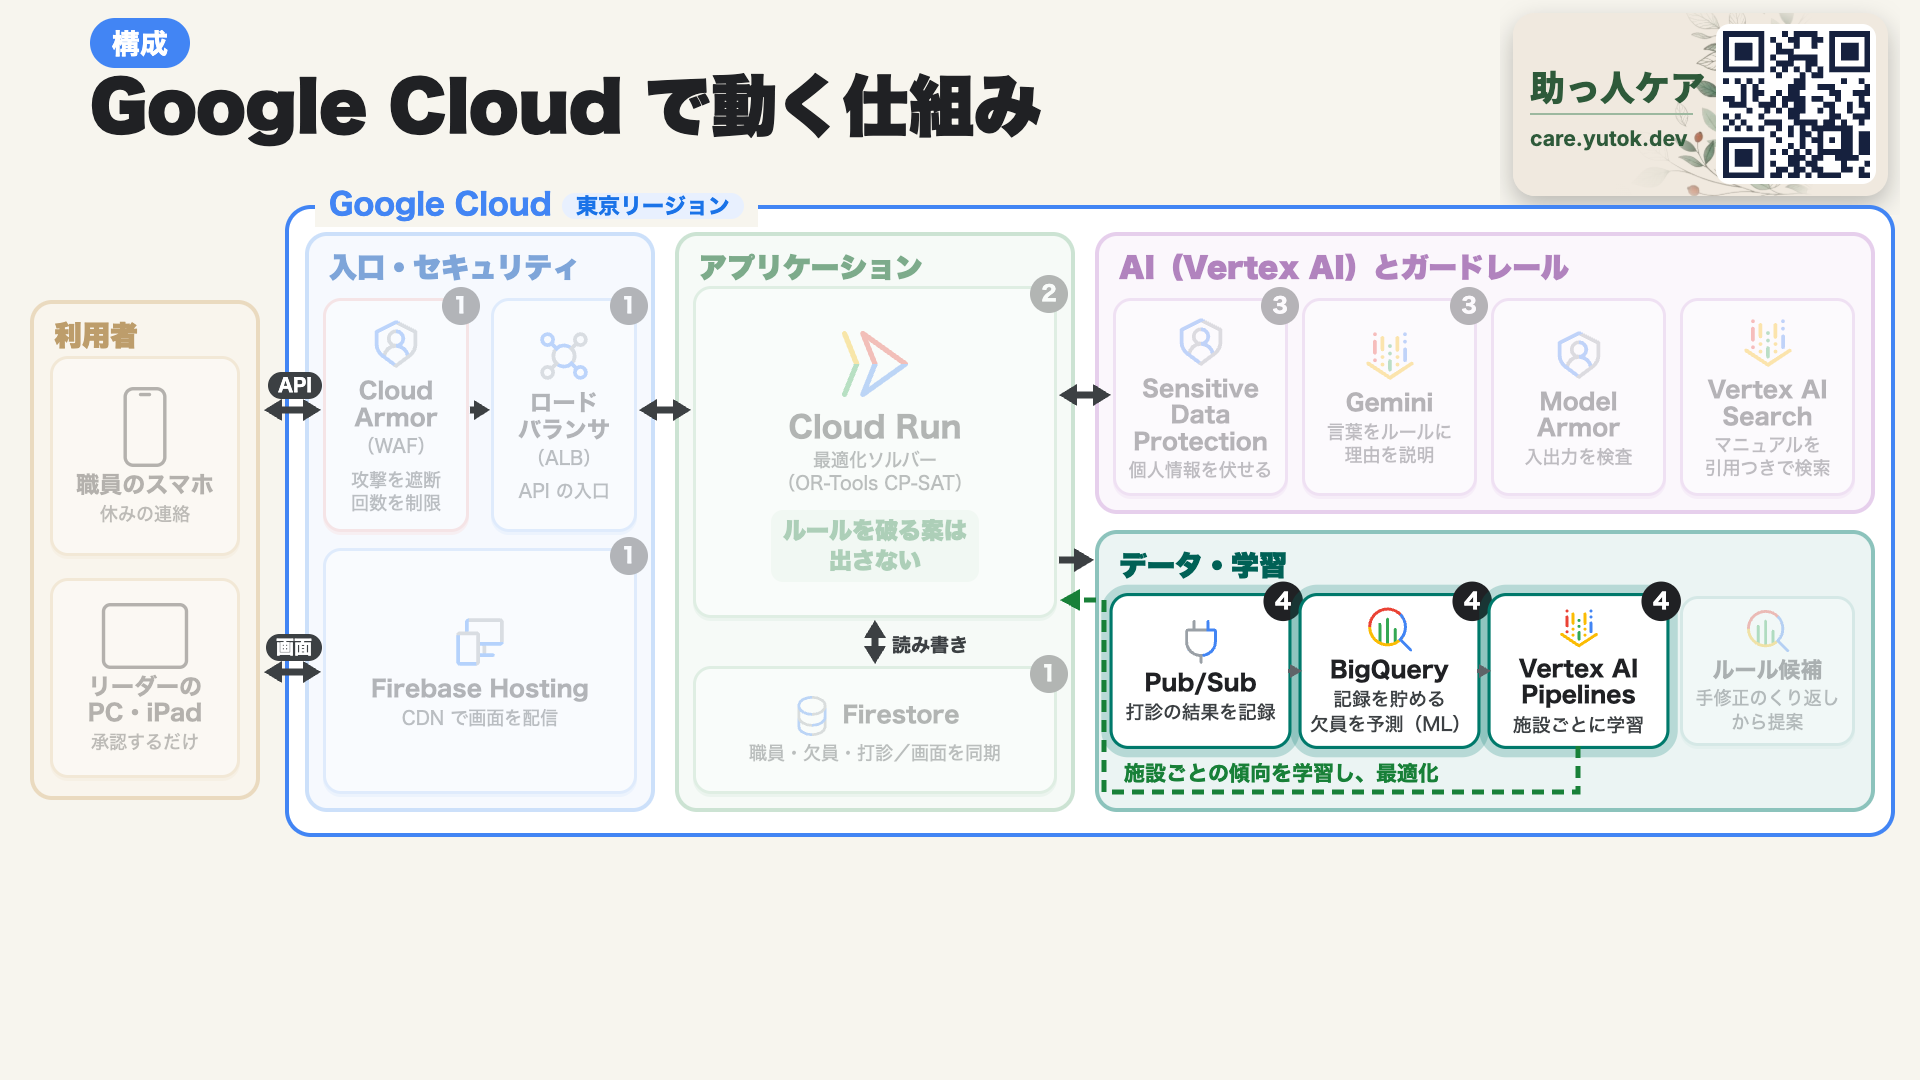 構成
Google Cloud で動く仕組み
助っ人ケア
care.yutok.dev
Google Cloud 東京リージョン
利用者
職員のスマホ
休みの連絡
リーダーの
PC・iPad
承認するだけ
API
画面
入口・セキュリティ
1
Cloud
Armor
（WAF）
攻撃を遮断
回数を制限
1
ロード
バランサ
（ALB）
API の入口
1
Firebase Hosting
CDN で画面を配信
アプリケーション
2
Cloud Run
最適化ソルバー
（OR-Tools CP-SAT）
ルールを破る案は
出さない
読み書き
1
Firestore
職員・欠員・打診／画面を同期
AI（Vertex AI）とガードレール
3
Sensitive
Data
Protection
個人情報を伏せる
3
Gemini
言葉をルールに
理由を説明
Model
Armor
入出力を検査
Vertex AI
Search
マニュアルを
引用つきで検索
データ・学習
4
Pub/Sub
打診の結果を記録
4
BigQuery
記録を貯める
欠員を予測（ML）
4
Vertex AI
Pipelines
施設ごとに学習
ルール候補
手修正のくり返し
から提案
施設ごとの傾向を学習し、最適化